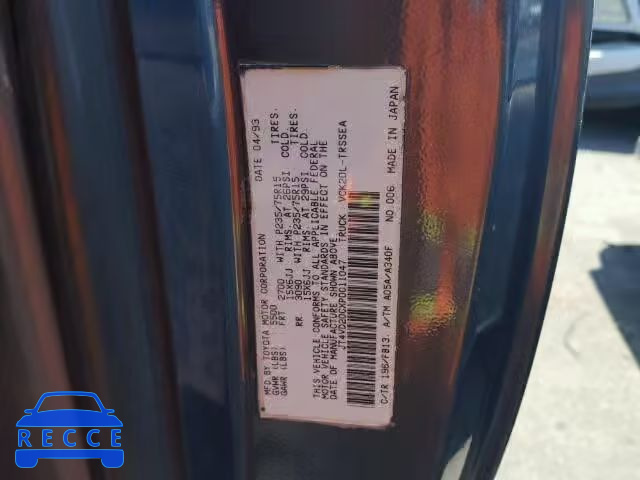 MFD BY TOYOTA MOTOR CORPORATION DATE 04/93
GVWR (LBS) 5500
GAWR (LBS) FRT 2700 WITH P235/75R15 TIRES.
15X6JJ RIMS. AT 26PSI COLD.
RR 3090 WITH P235/75R15 TIRES.
15X6JJ RIMS. AT 29PSI COLD.
THIS VEHICLE CONFORMS TO ALL APPLICABLE FEDERAL
MOTOR VEHICLE SAFETY STANDARDS IN EFFECT ON THE
DATE OF MANUFACTURE SHOWN ABOVE.
JT4VD20CXP0011047 TRUCK VCK20L-TRSSEA
C/TR 196/FB13. A/TM A05A/A340F NO.006 MADE IN JAPAN
RECCE